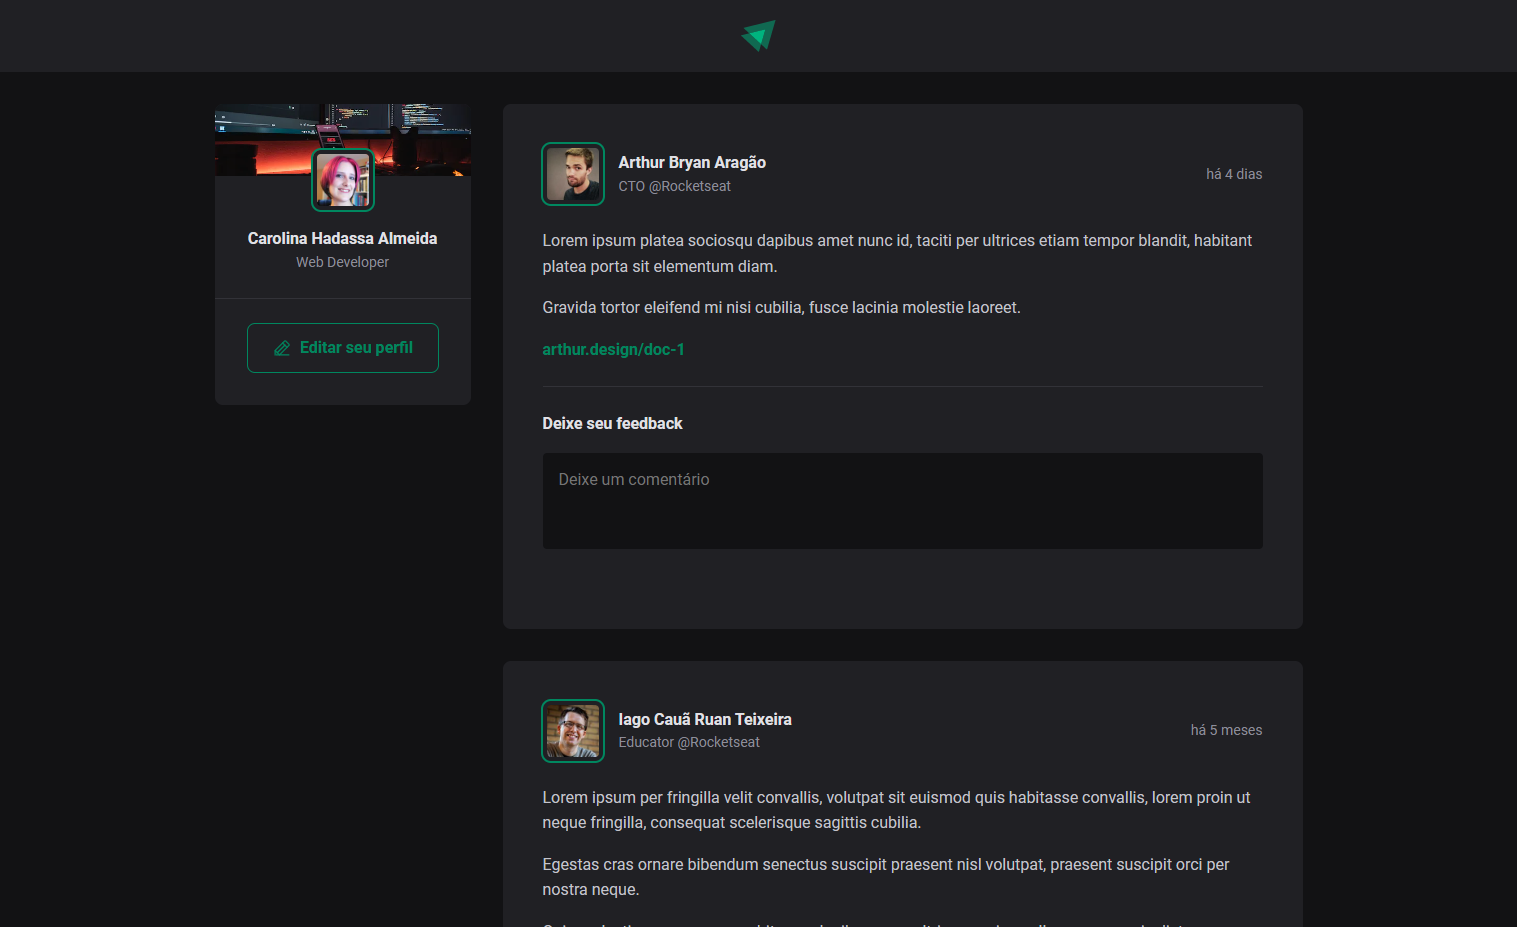 Carolina Hadassa Almeida
Web Developer
Editar seu perfil
Arthur Bryan Aragão
CTO @Rocketseat
há 4 dias
Lorem ipsum platea sociosqu dapibus amet nunc id, taciti per ultrices etiam tempor blandit, habitant
platea porta sit elementum diam.
Gravida tortor eleifend mi nisi cubilia, fusce lacinia molestie laoreet.
arthur.design/doc-1
Deixe seu feedback
Deixe um comentário
Iago Cauã Ruan Teixeira
Educator @Rocketseat
há 5 meses
Lorem ipsum per fringilla velit convallis, volutpat sit euismod quis habitasse convallis, lorem proin ut
neque fringilla, consequat scelerisque sagittis cubilia.
Egestas cras ornare bibendum senectus suscipit praesent nisl volutpat, praesent suscipit orci per
nostra neque.